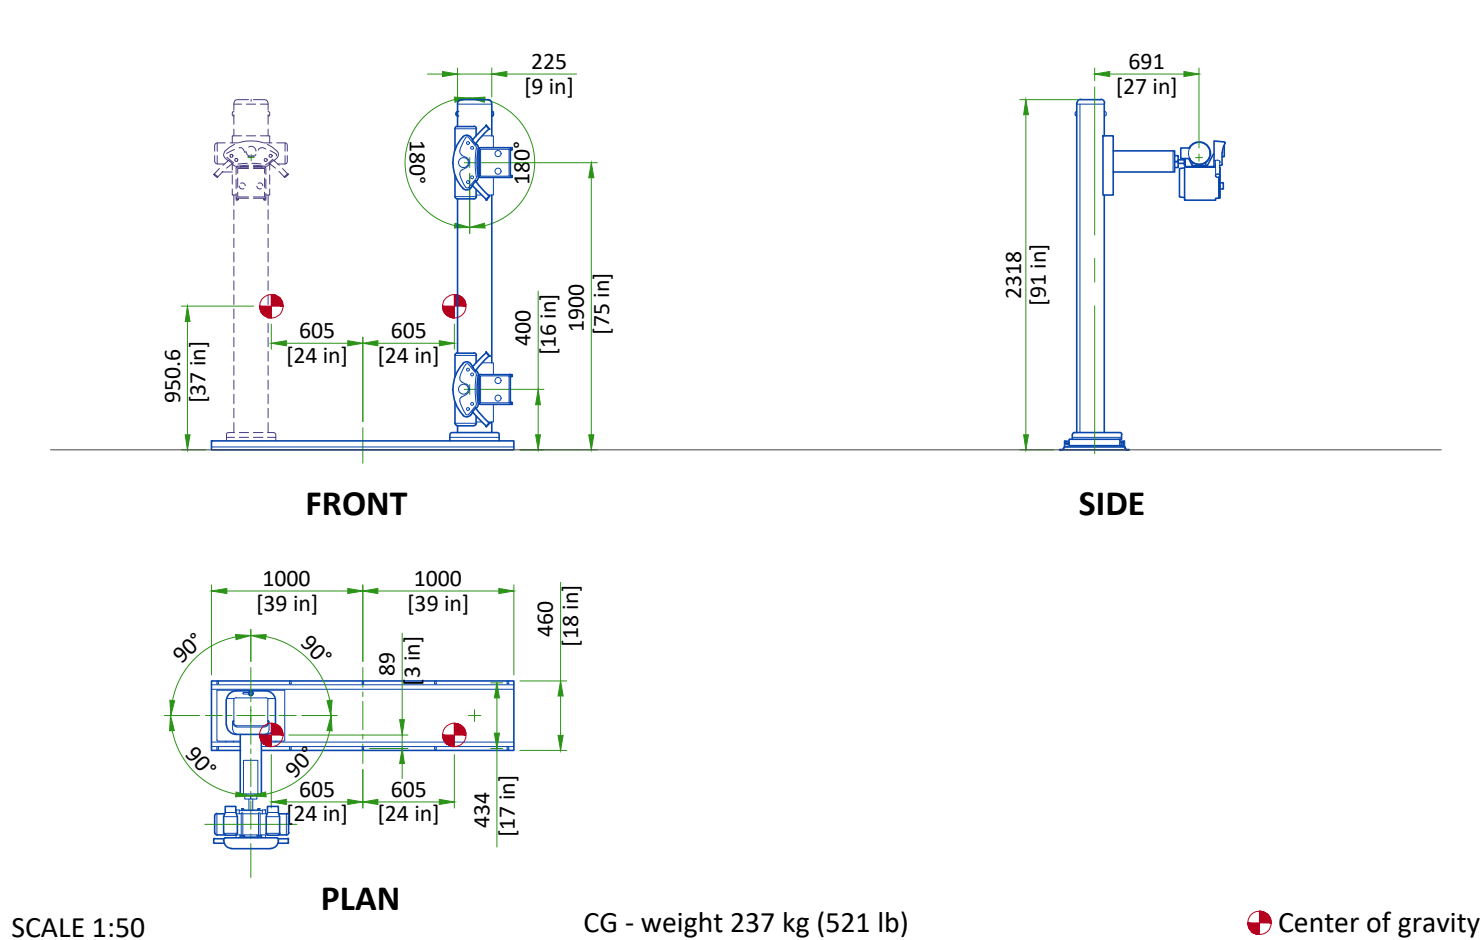 225
[9 in]
691
[27 in]
180°
180°
2318
[91 in]
1900
[75 in]
400
[16 in]
605
[24 in]
605
[24 in]
950.6
[37 in]
FRONT
SIDE
1000
[39 in]
1000
[39 in]
460
[18 in]
90°
90°
89
[3 in]
90°
90°
605
[24 in]
605
[24 in]
434
[17 in]
PLAN
SCALE 1:50
CG - weight 237 kg (521 lb)
Center of gravity